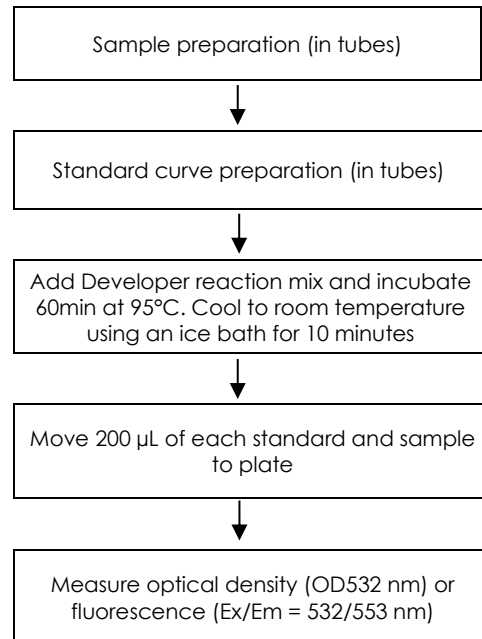 Sample preparation (in tubes)
Standard curve preparation (in tubes)
Add Developer reaction mix and incubate
60min at 95°C. Cool to room temperature
using an ice bath for 10 minutes
Move 200 µL of each standard and sample
to plate
Measure optical density (OD532 nm) or
fluorescence (Ex/Em = 532/553 nm)